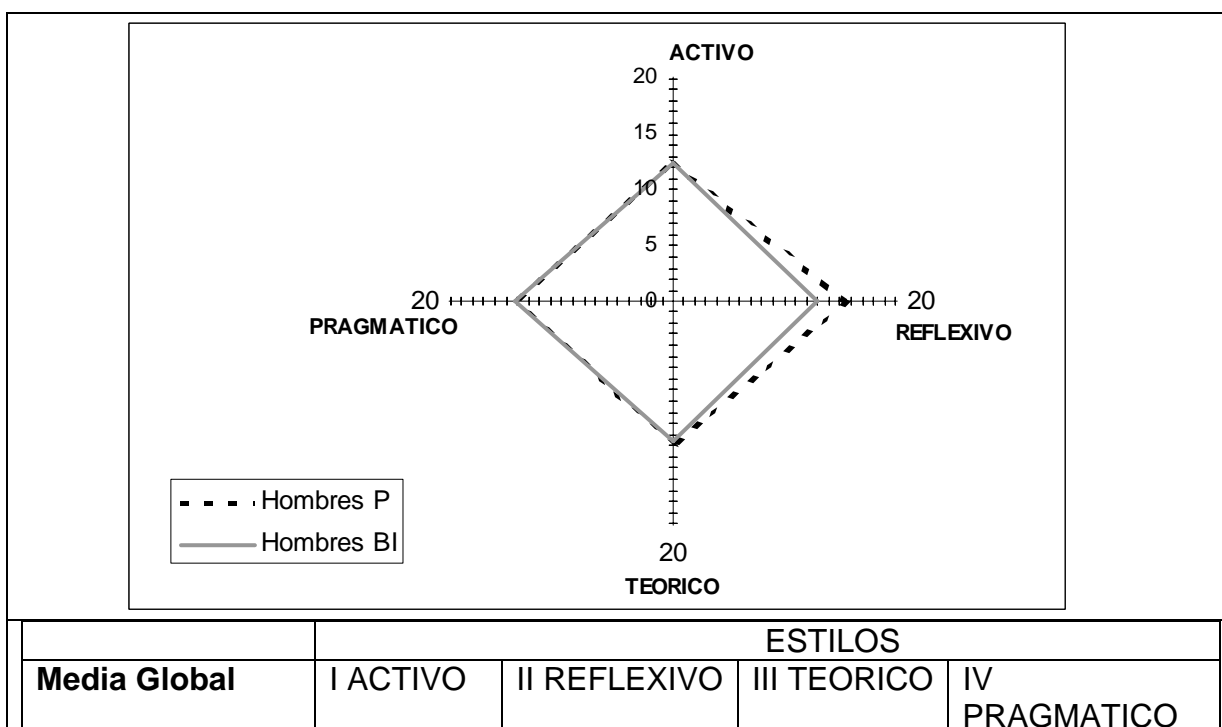 ACTIVO
20
15
10
5
0
20
PRAGMATICO
20
REFLEXIVO
20
TEORICO
Hombres P
Hombres BI
ESTILOS
Media Global I ACTIVO II REFLEXIVO III TEORICO IV
PRAGMATICO